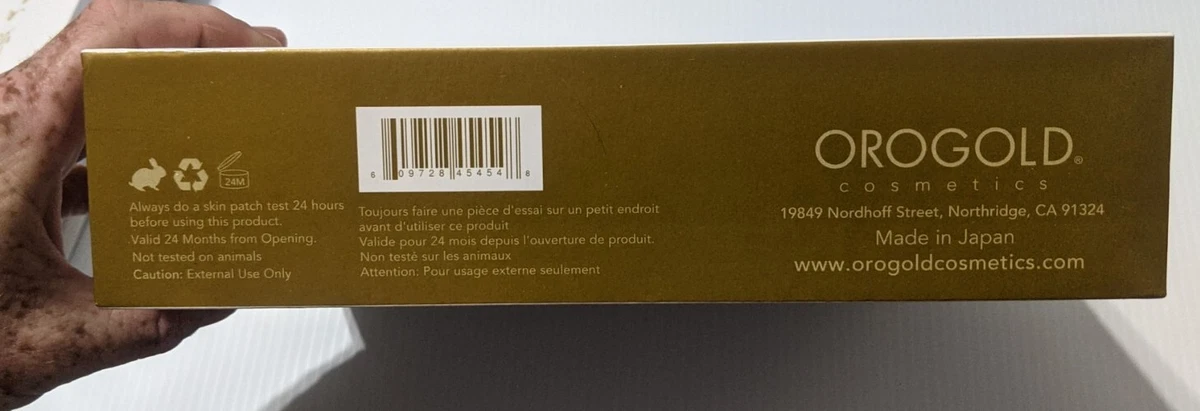 24M
Always do a skin patch test 24 hours
before using this product.
Valid 24 Months from Opening.
Not tested on animals
Caution: External Use Only
6 09728 45454 8
Toujours faire une pièce d'essai sur un petit endroit
avant d'utiliser ce produit
Valide pour 24 mois depuis l'ouverture de produit.
Non testé sur les animaux
Attention: Pour usage externe seulement
OROGOLD®
cosmetics
19849 Nordhoff Street, Northridge, CA 91324
Made in Japan
www.orogoldcosmetics.com